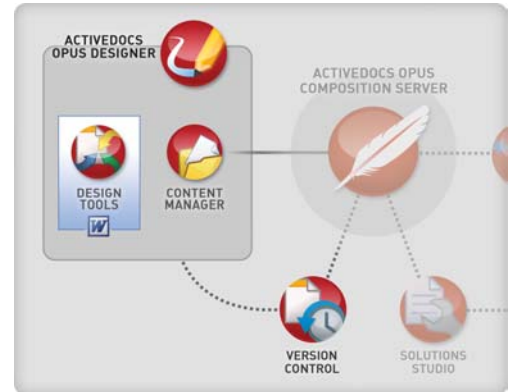 ACTIVEDOCS
OPUS DESIGNER
ACTIVEDOCS OPUS
COMPOSITION SERVER
DESIGN
TOOLS
W
CONTENT
MANAGER
VERSION
CONTROL
SOLUTIONS
STUDIO